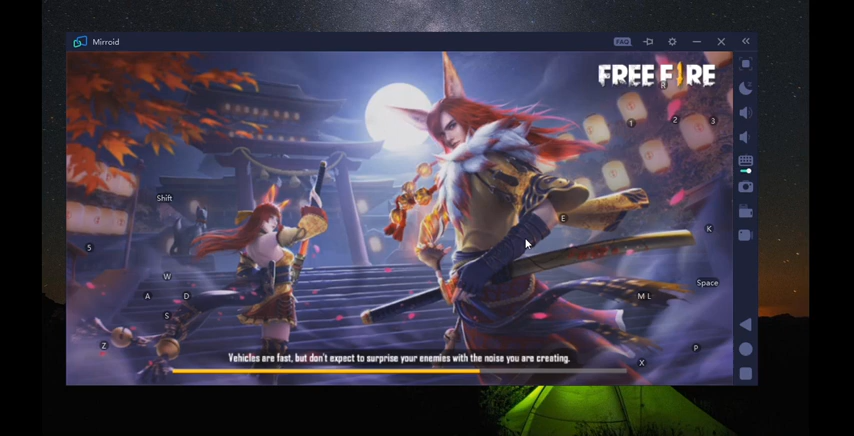 Mirroid
FAQ
FREE FIRE
R
1
2
3
Shift
E
5
K
W
Space
A
D
M L
S
Z
P
Vehicles are fast, but don't expect to surprise your enemies with the noise you are creating.
X